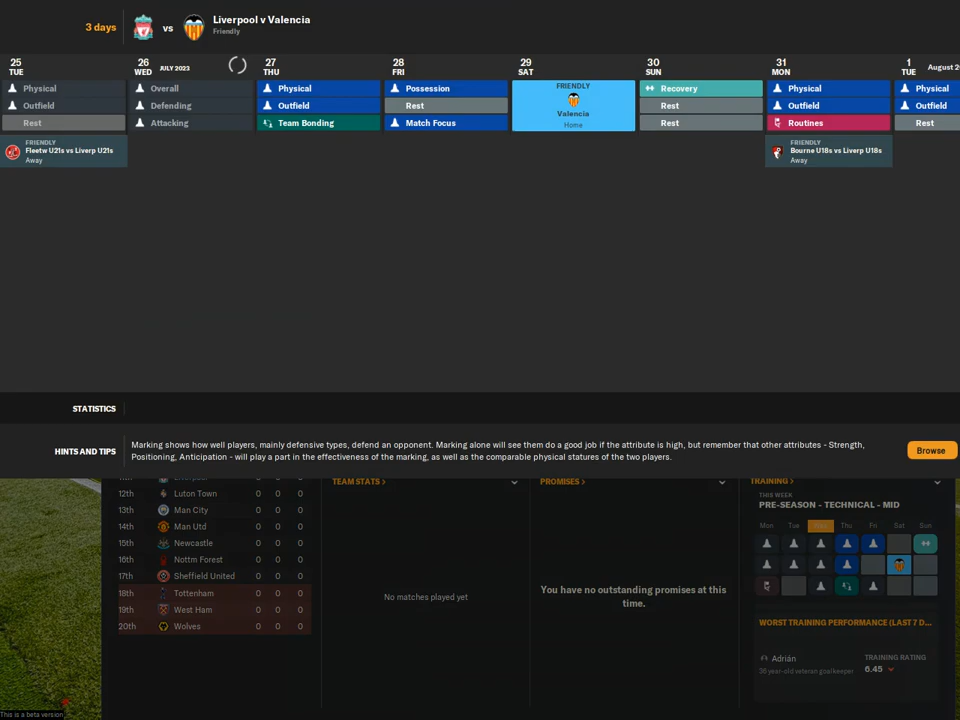 3 days
vs
Liverpool v Valencia
Friendly
25
TUE
26
WED JULY 2023
27
THU
28
FRI
29
SAT
30
SUN
31
MON
1
TUE
August 2
Physical
Overall
Physical
Possession
FRIENDLY
Recovery
Physical
Physical
Outfield
Defending
Outfield
Rest
Valencia
Rest
Outfield
Outfield
Rest
Attacking
Team Bonding
Match Focus
Home
Rest
Routines
Rest
FRIENDLY
Fleetw U21s vs Liverp U21s
Away
FRIENDLY
Bourne U18s vs Liverp U18s
Away
STATISTICS
HINTS AND TIPS
Marking shows how well players, mainly defensive types, defend an opponent. Marking alone will see them do a good job if the attribute is high, but remember that other attributes - Strength,
Positioning, Anticipation - will play a part in the effectiveness of the marking, as well as the comparable physical statures of the two players.
Browse
12th Luton Town 0 0 0
13th Man City 0 0 0
14th Man Utd 0 0 0
15th Newcastle 0 0 0
16th Nottm Forest 0 0 0
17th Sheffield United 0 0 0
18th Tottenham 0 0 0
19th West Ham 0 0 0
20th Wolves 0 0 0
TEAM STATS >
No matches played yet
PROMISES >
You have no outstanding promises at this
time.
TRAINING >
THIS WEEK
PRE-SEASON - TECHNICAL - MID
Mon Tue Wed Thu Fri Sat Sun
WORST TRAINING PERFORMANCE (LAST 7 D...
Adrián
36-year-old veteran goalkeeper
TRAINING RATING
6.45
This is a beta version